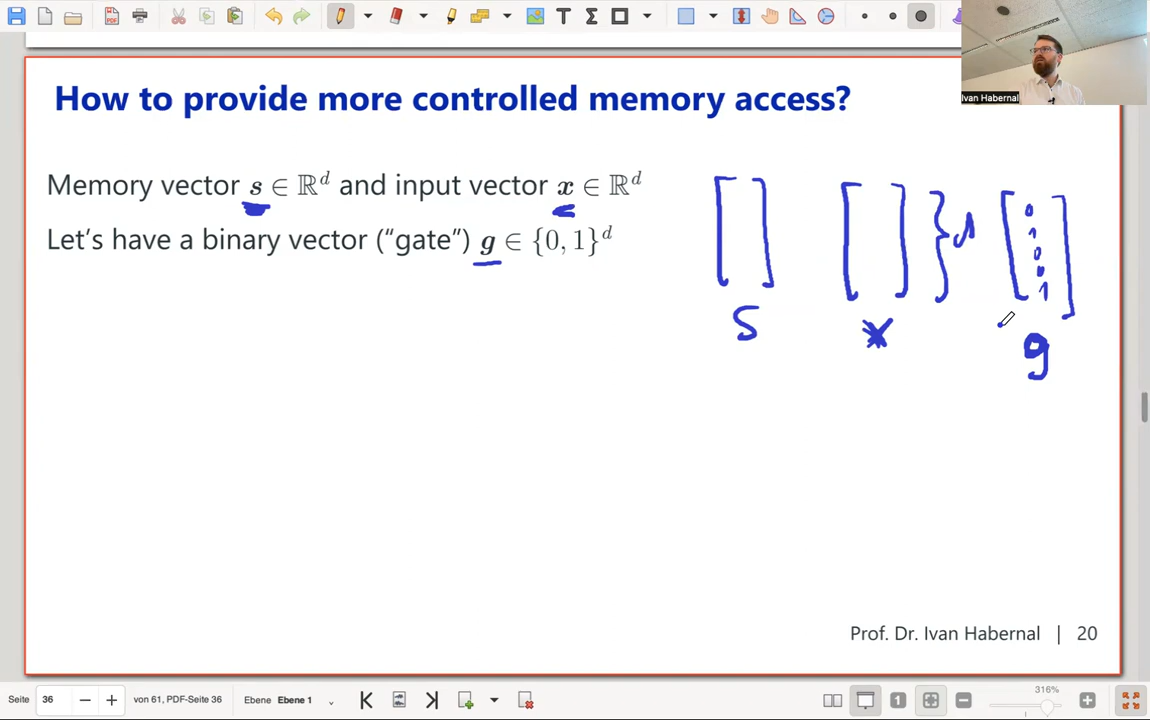 Ivan Habernal
How to provide more controlled memory access?
Memory vector s ∈ ℝ^d and input vector x ∈ ℝ^d
Let's have a binary vector ("gate") g ∈ {0, 1}^d
d
0
1
0
0
1
s
x
g
Prof. Dr. Ivan Habernal | 20
Seite 36 von 61, PDF-Seite 36 Ebene Ebene 1 316%